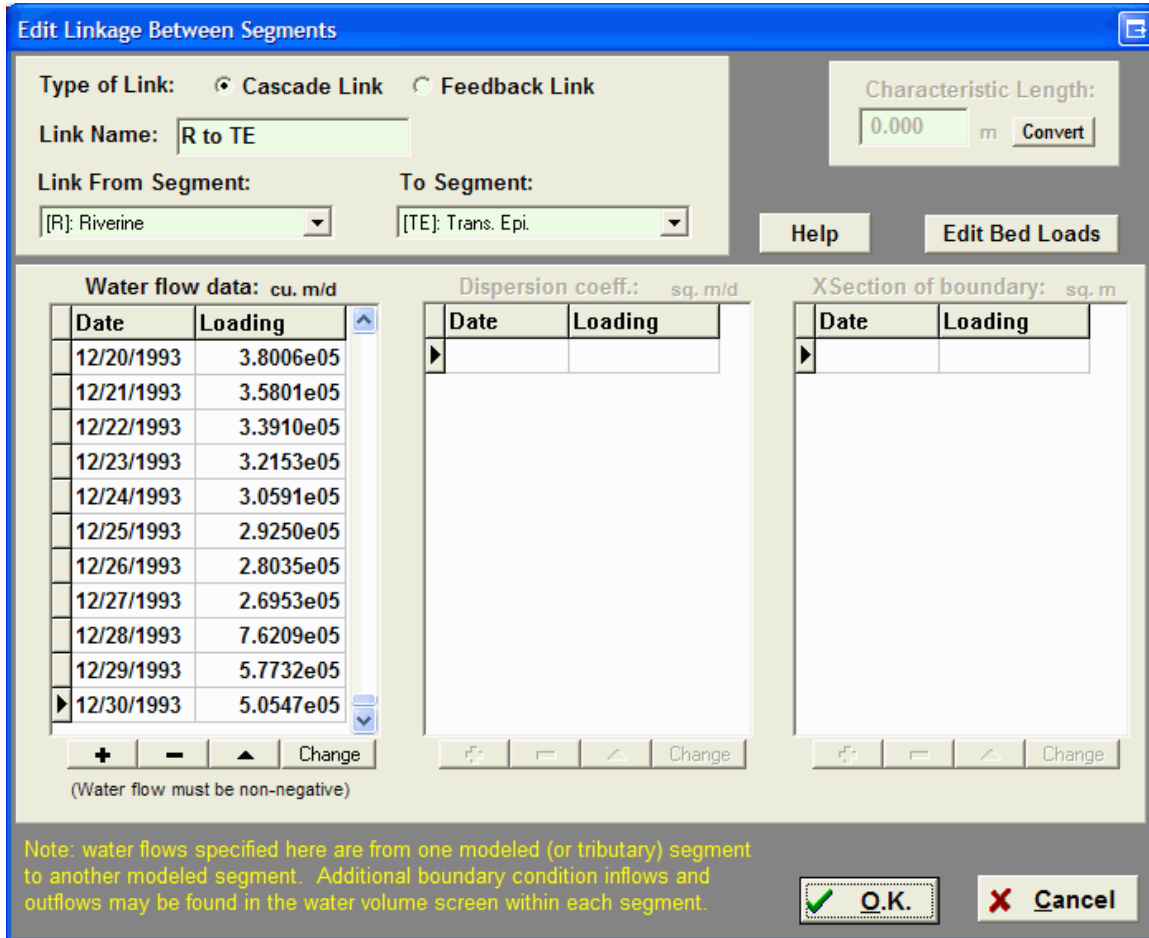 Edit Linkage Between Segments
Type of Link: Cascade Link Feedback Link
Characteristic Length:
Link Name: R to TE
0.000 m Convert
Link From Segment: To Segment:
[R]: Riverine [TE]: Trans. Epi.
Help Edit Bed Loads
Water flow data: cu. m/d Dispersion coeff.: sq. m/d XSection of boundary: sq. m
Date Loading Date Loading Date Loading
12/20/1993 3.8006e05
12/21/1993 3.5801e05
12/22/1993 3.3910e05
12/23/1993 3.2153e05
12/24/1993 3.0591e05
12/25/1993 2.9250e05
12/26/1993 2.8035e05
12/27/1993 2.6953e05
12/28/1993 7.6209e05
12/29/1993 5.7732e05
12/30/1993 5.0547e05
Change Change Change
(Water flow must be non-negative)
Note: water flows specified here are from one modeled (or tributary) segment
to another modeled segment. Additional boundary condition inflows and
outflows may be found in the water volume screen within each segment.
O.K. Cancel